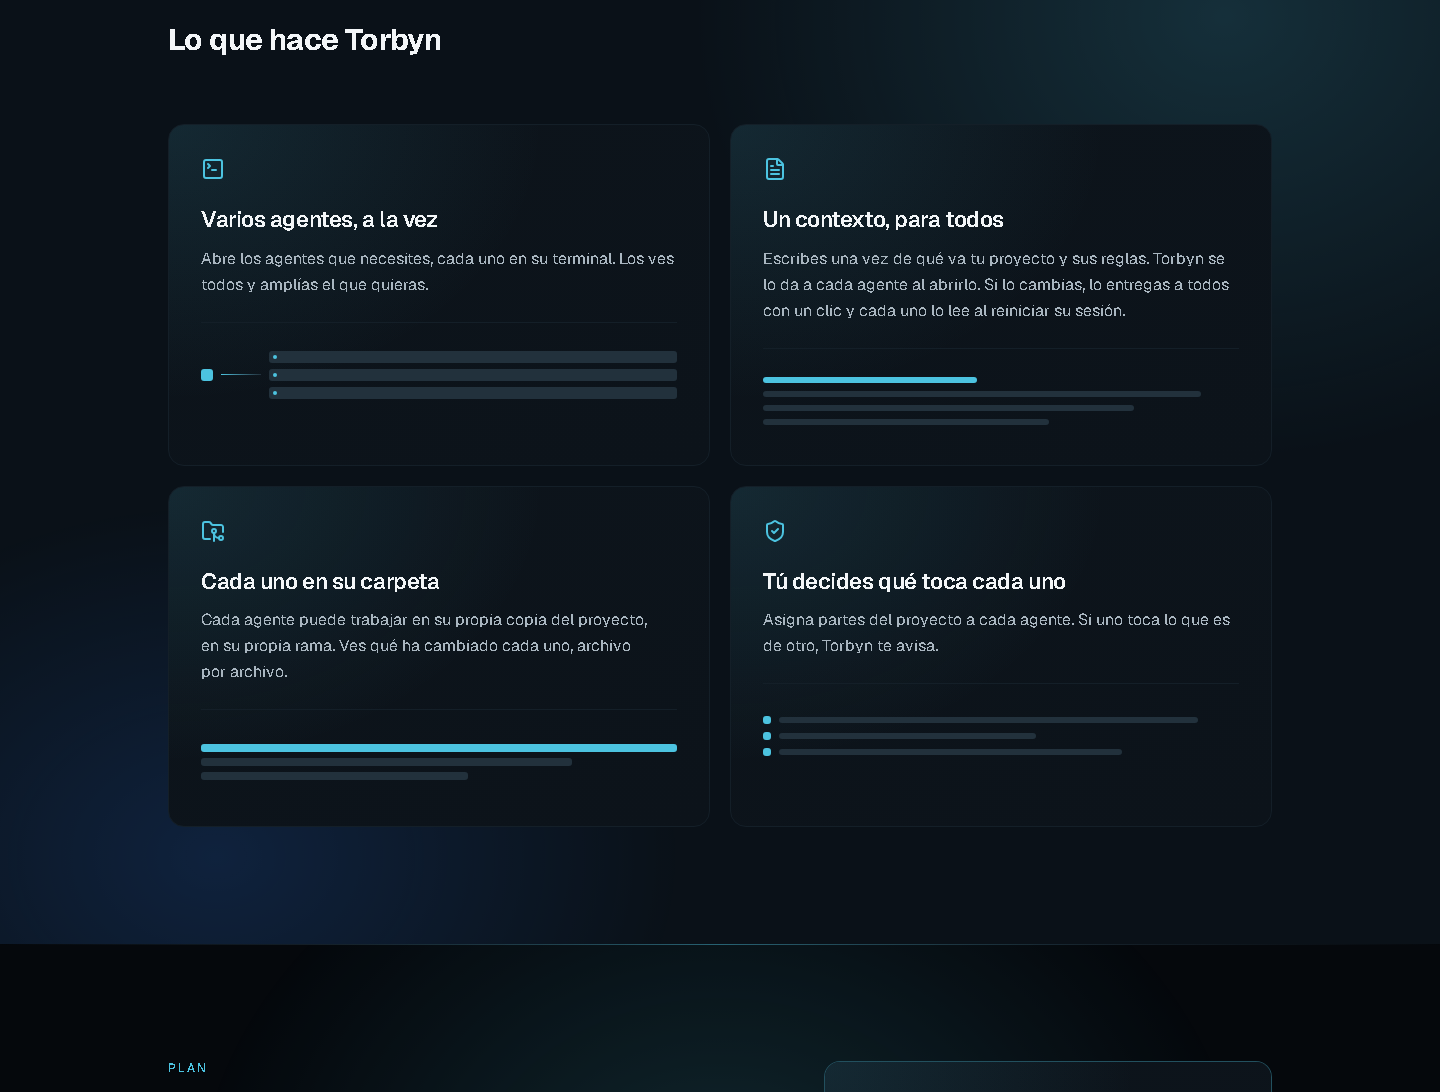 Lo que hace Torbyn
Varios agentes, a la vez
Abre los agentes que necesites, cada uno en su terminal. Los ves
todos y amplías el que quieras.
Un contexto, para todos
Escribes una vez de qué va tu proyecto y sus reglas. Torbyn se
lo da a cada agente al abrirlo. Si lo cambias, lo entregas a todos
con un clic y cada uno lo lee al reiniciar su sesión.
Cada uno en su carpeta
Cada agente puede trabajar en su propia copia del proyecto,
en su propia rama. Ves qué ha cambiado cada uno, archivo
por archivo.
Tú decides qué toca cada uno
Asigna partes del proyecto a cada agente. Si uno toca lo que es
de otro, Torbyn te avisa.
PLAN